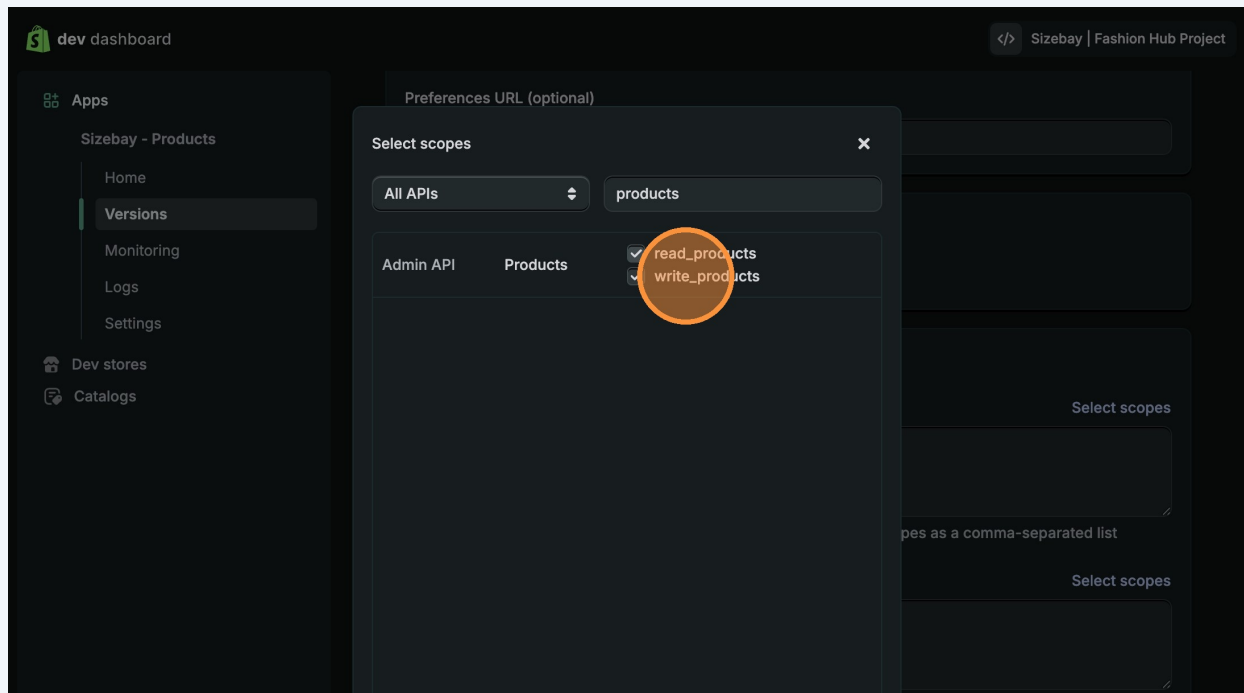 dev dashboard
</> Sizebay | Fashion Hub Project
Apps
Sizebay - Products
Home
Versions
Monitoring
Logs
Settings
Dev stores
Catalogs
Preferences URL (optional)
Select scopes
All APIs
products
Admin API
Products
read_products
write_products
Select scopes
pes as a comma-separated list
Select scopes